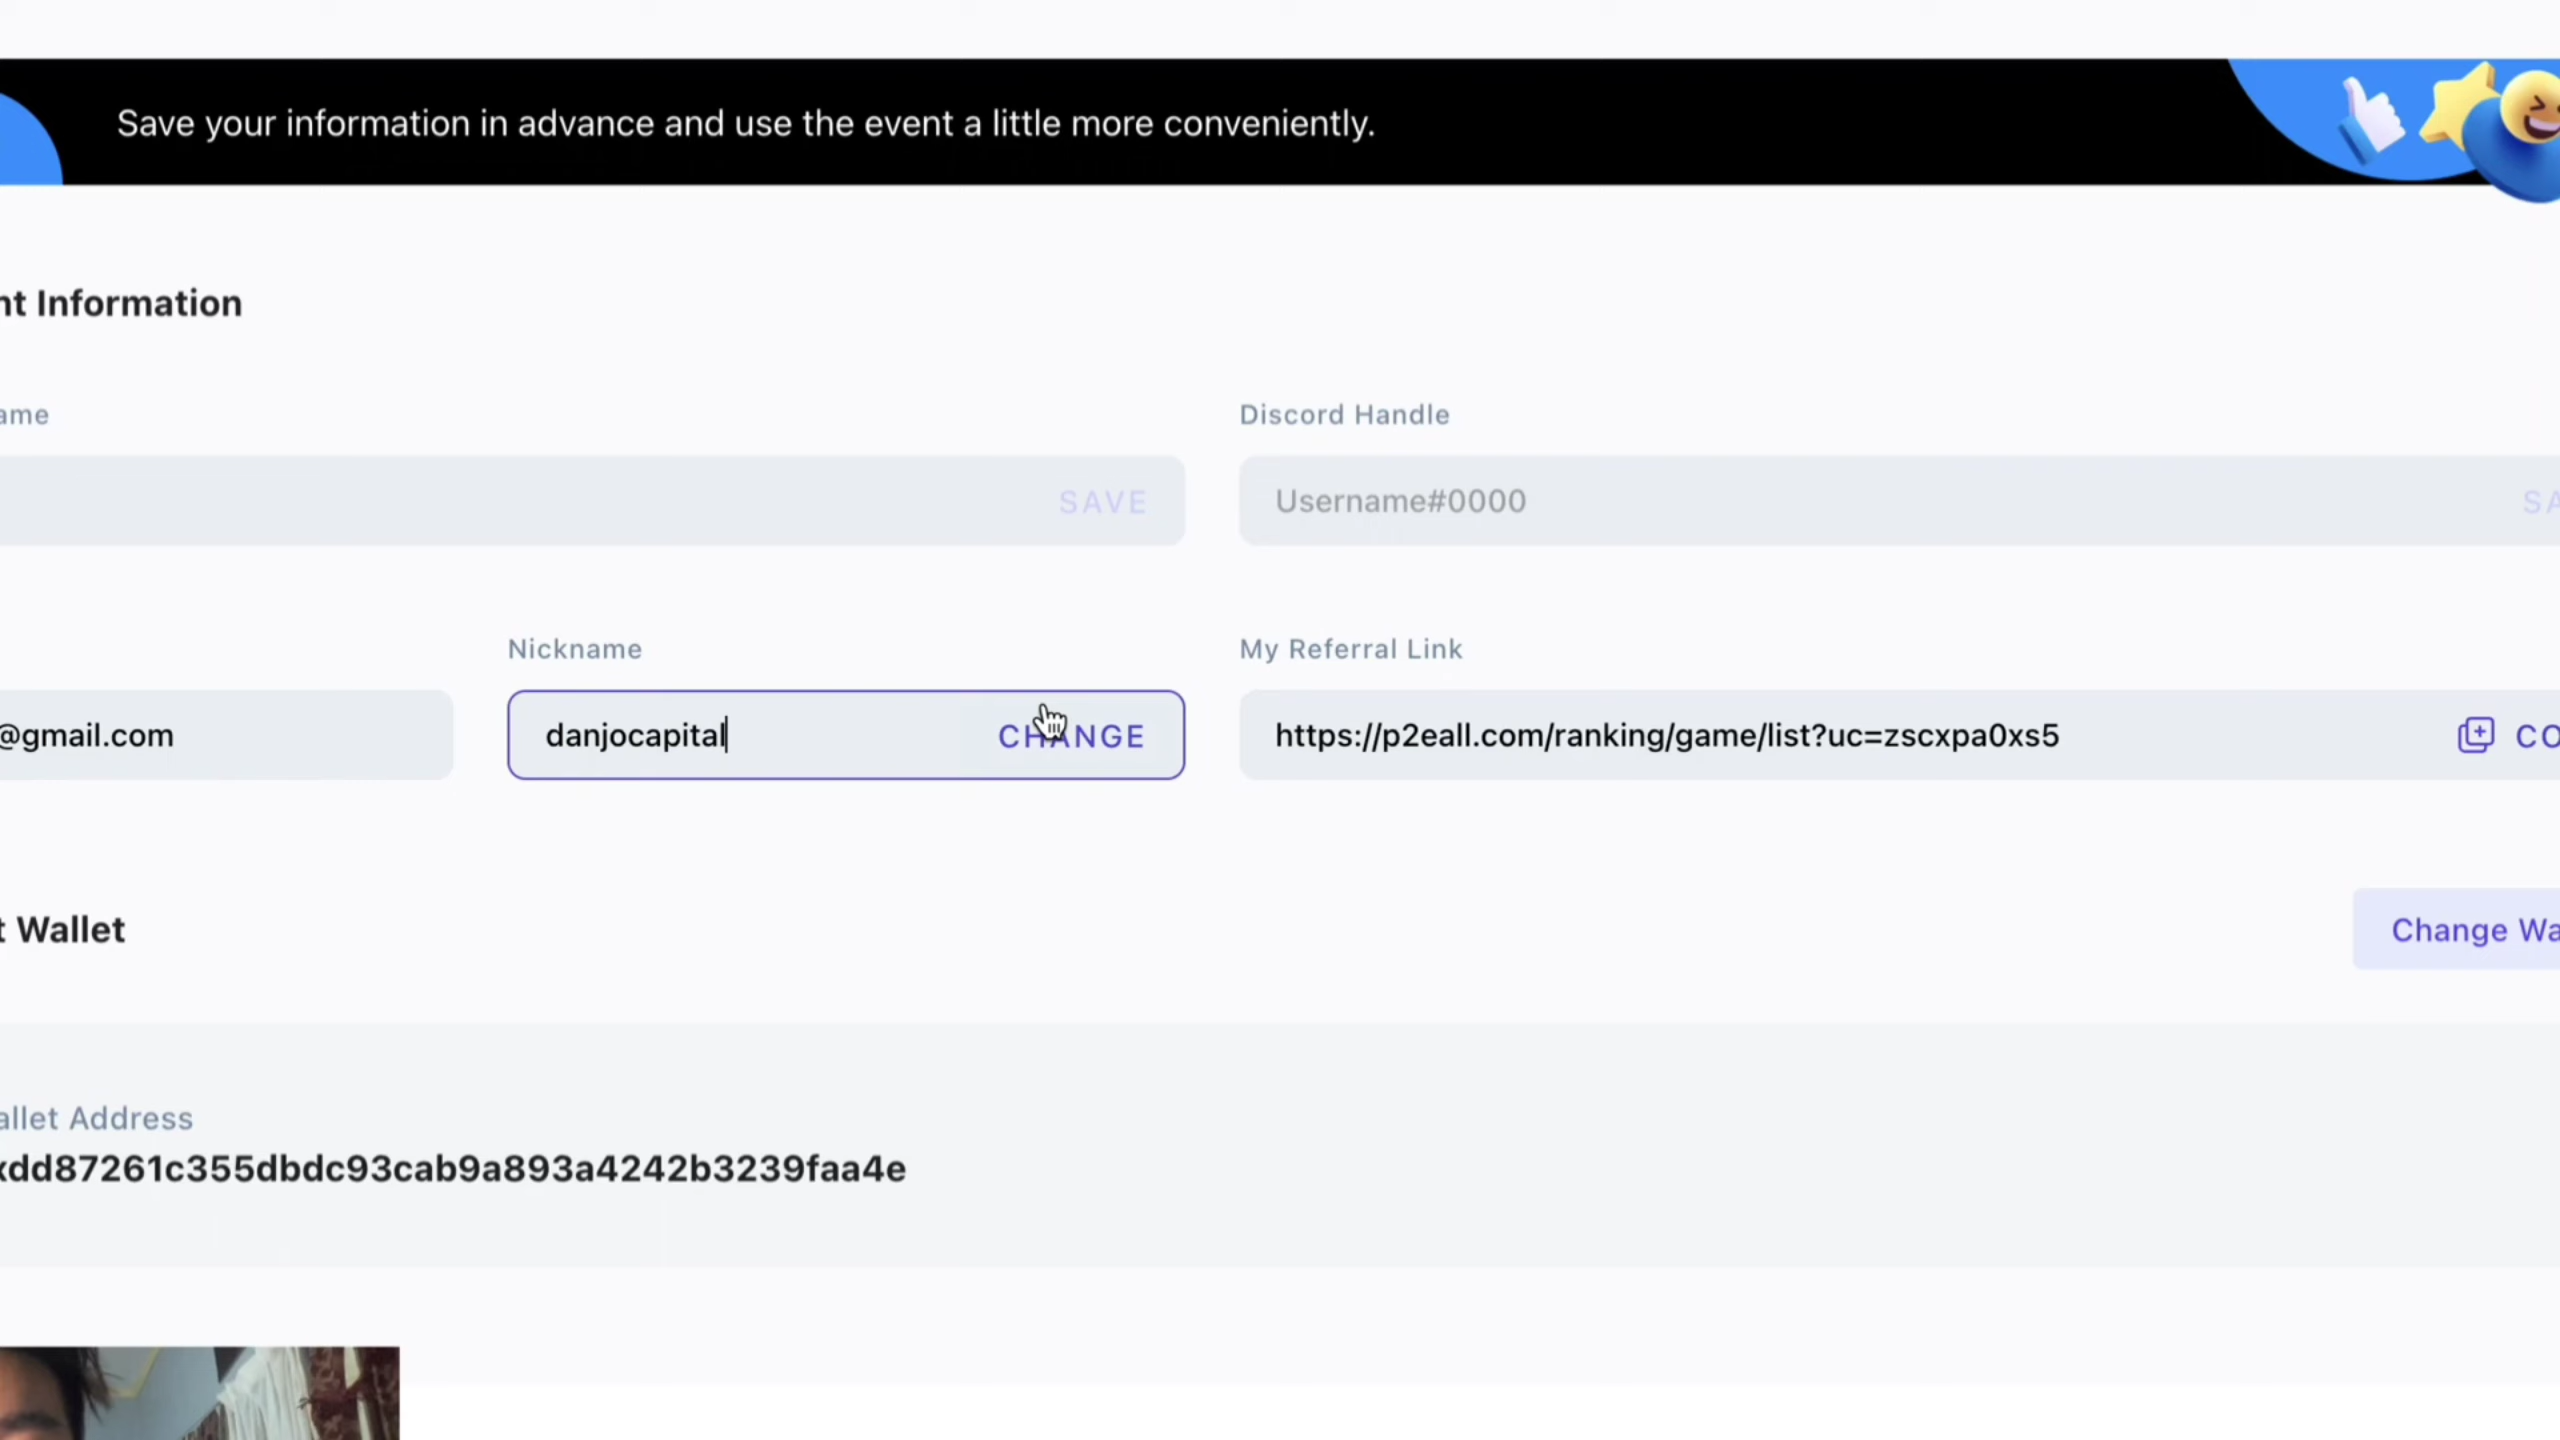 Save your information in advance and use the event a little more conveniently.
nt Information
ame
Discord Handle
SAVE
Username#0000
SA
Nickname
My Referral Link
@gmail.com
danjocapital
CHANGE
https://p2eall.com/ranking/game/list?uc=zscxpa0xs5
CO
t Wallet
Change Wa
allet Address
xdd87261c355dbdc93cab9a893a4242b3239faa4e